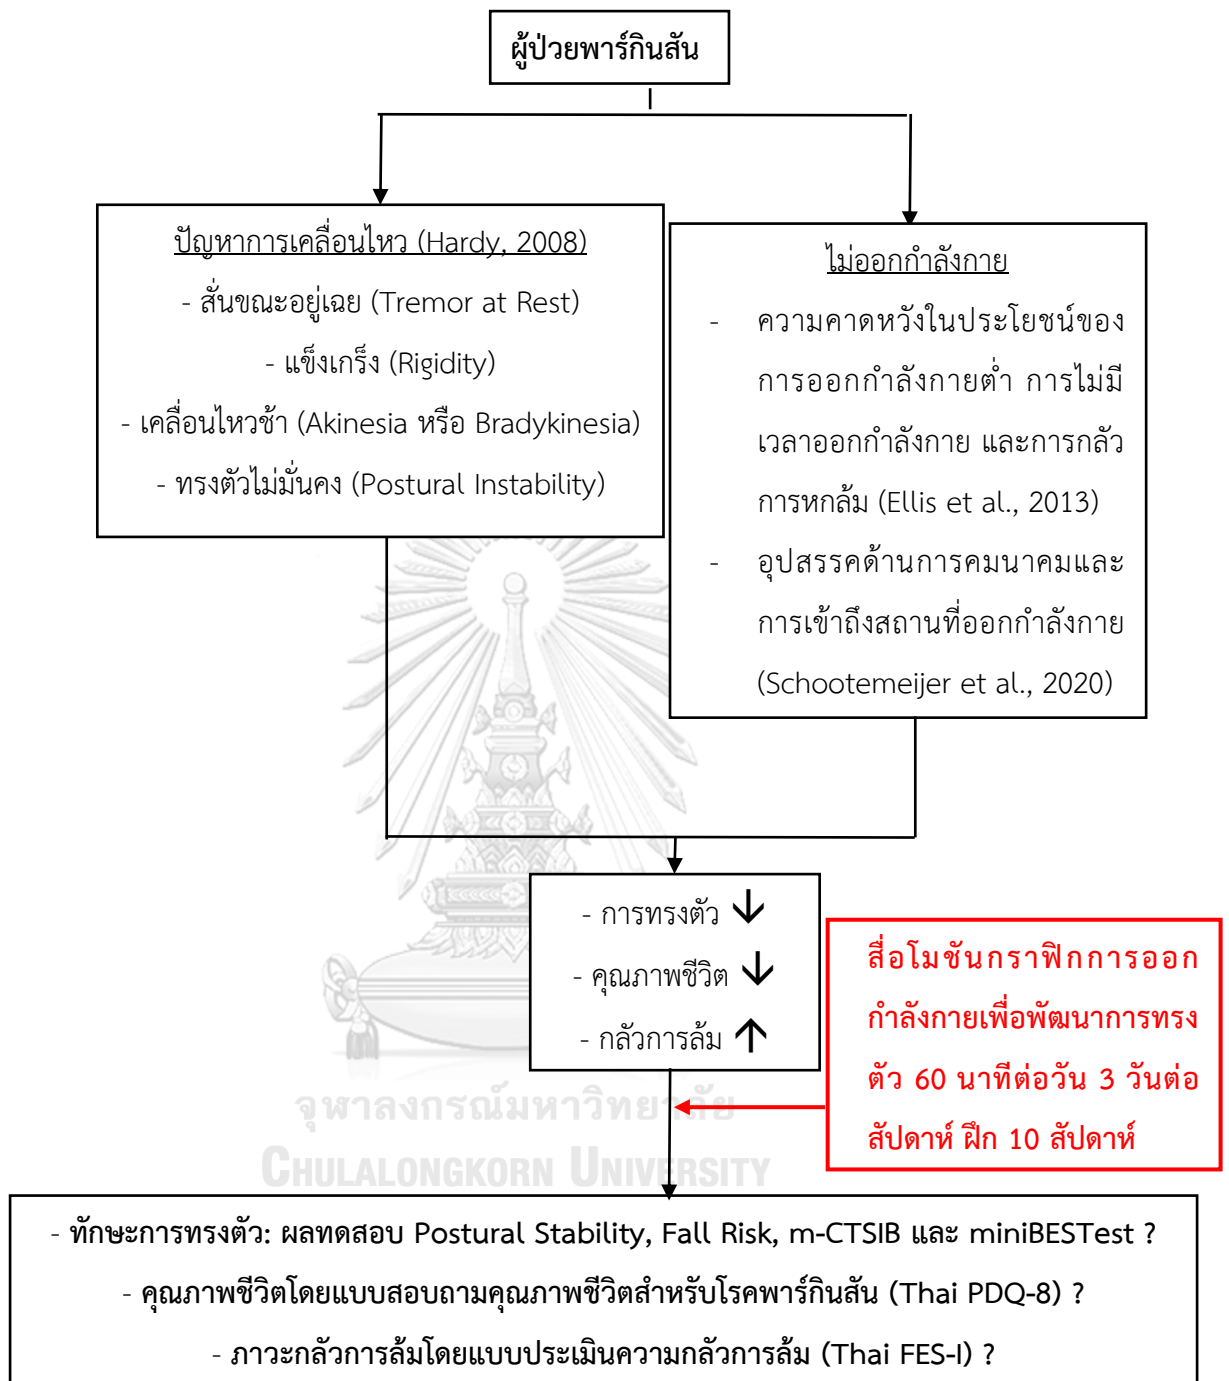 ผู้ป่วยพาร์กินสัน
ปัญหาการเคลื่อนไหว (Hardy, 2008)
- สั่นขณะอยู่เฉย (Tremor at Rest)
- แข็งเกร็ง (Rigidity)
- เคลื่อนไหวช้า (Akinesia หรือ Bradykinesia)
- ทรงตัวไม่มั่นคง (Postural Instability)
ไม่ออกกำลังกาย
- ความคาดหวังในประโยชน์ของ
การออกกำลังกายต่ำ การไม่มี
เวลาออกกำลังกาย และการกลัว
การหกล้ม (Ellis et al., 2013)
- อุปสรรคด้านการคมนาคมและ
การเข้าถึงสถานที่ออกกำลังกาย
(Schootemeijer et al., 2020)
- การทรงตัว ↓
- คุณภาพชีวิต ↓
- กลัวการล้ม ↑
สื่อโมชันกราฟิกการออก
กำลังกายเพื่อพัฒนาการทรง
ตัว 60 นาทีต่อวัน 3 วันต่อ
สัปดาห์ ฝึก 10 สัปดาห์
จุฬาลงกรณ์มหาวิทยาลัย
CHULALONGKORN UNIVERSITY
- ทักษะการทรงตัว: ผลทดสอบ Postural Stability, Fall Risk, m-CTSIB และ miniBESTest ?
- คุณภาพชีวิตโดยแบบสอบถามคุณภาพชีวิตสำหรับโรคพาร์กินสัน (Thai PDQ-8) ?
- ภาวะกลัวการล้มโดยแบบประเมินความกลัวการล้ม (Thai FES-I) ?